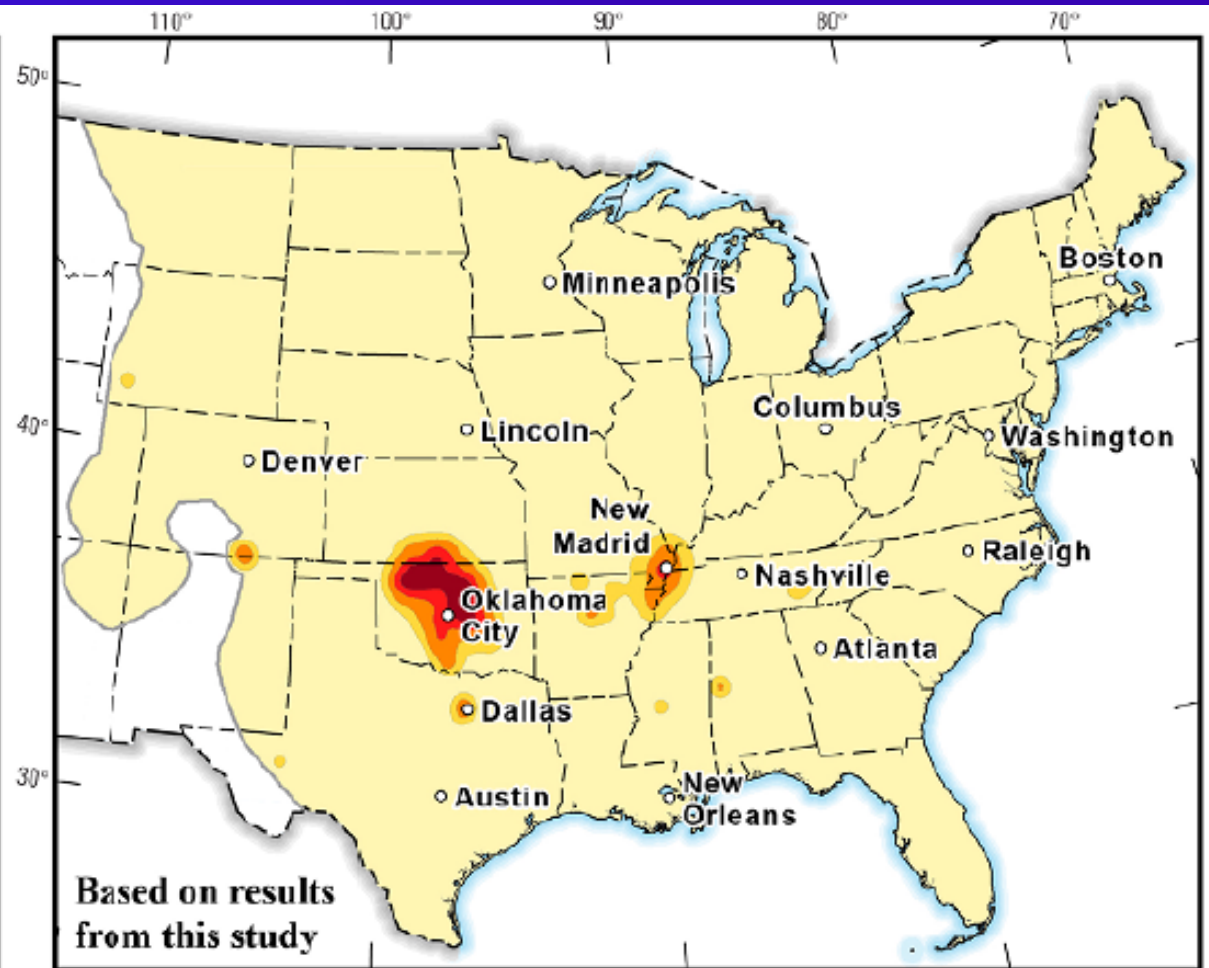 110°
100°
90°
80°
70°
50°
Boston
Minneapolis
Columbus
40°
Lincoln
Washington
Denver
New
Madrid
Raleigh
Nashville
Oklahoma
City
Atlanta
Dallas
30°
New
Orleans
Austin
Based on results
from this study